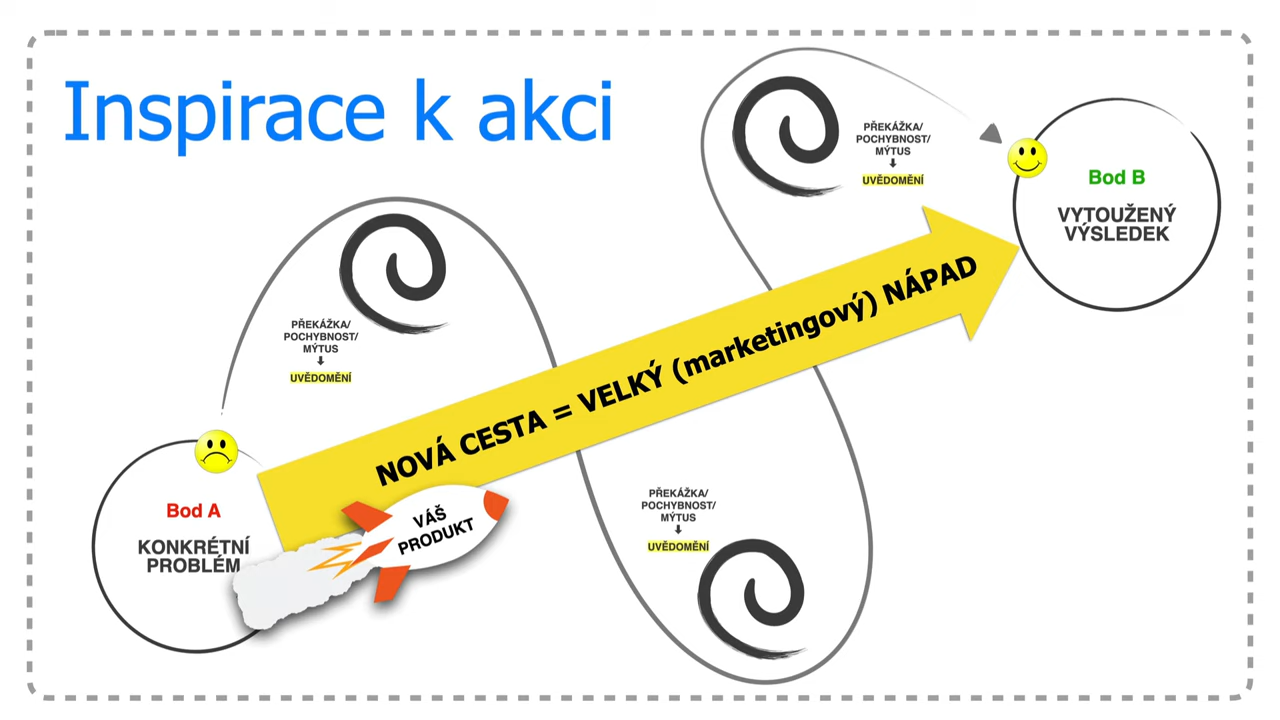 Inspirace k akci
PŘEKÁŽKA/
POCHYBNOST/
MÝTUS
UVĚDOMĚNÍ
Bod B
VYTOUŽENÝ
VÝSLEDEK
PŘEKÁŽKA/
POCHYBNOST/
MÝTUS
UVĚDOMĚNÍ
NOVÁ CESTA = VELKÝ (marketingový) NÁPAD
Bod A
KONKRÉTNÍ
PROBLÉM
VÁŠ
PRODUKT
PŘEKÁŽKA/
POCHYBNOST/
MÝTUS
UVĚDOMĚNÍ